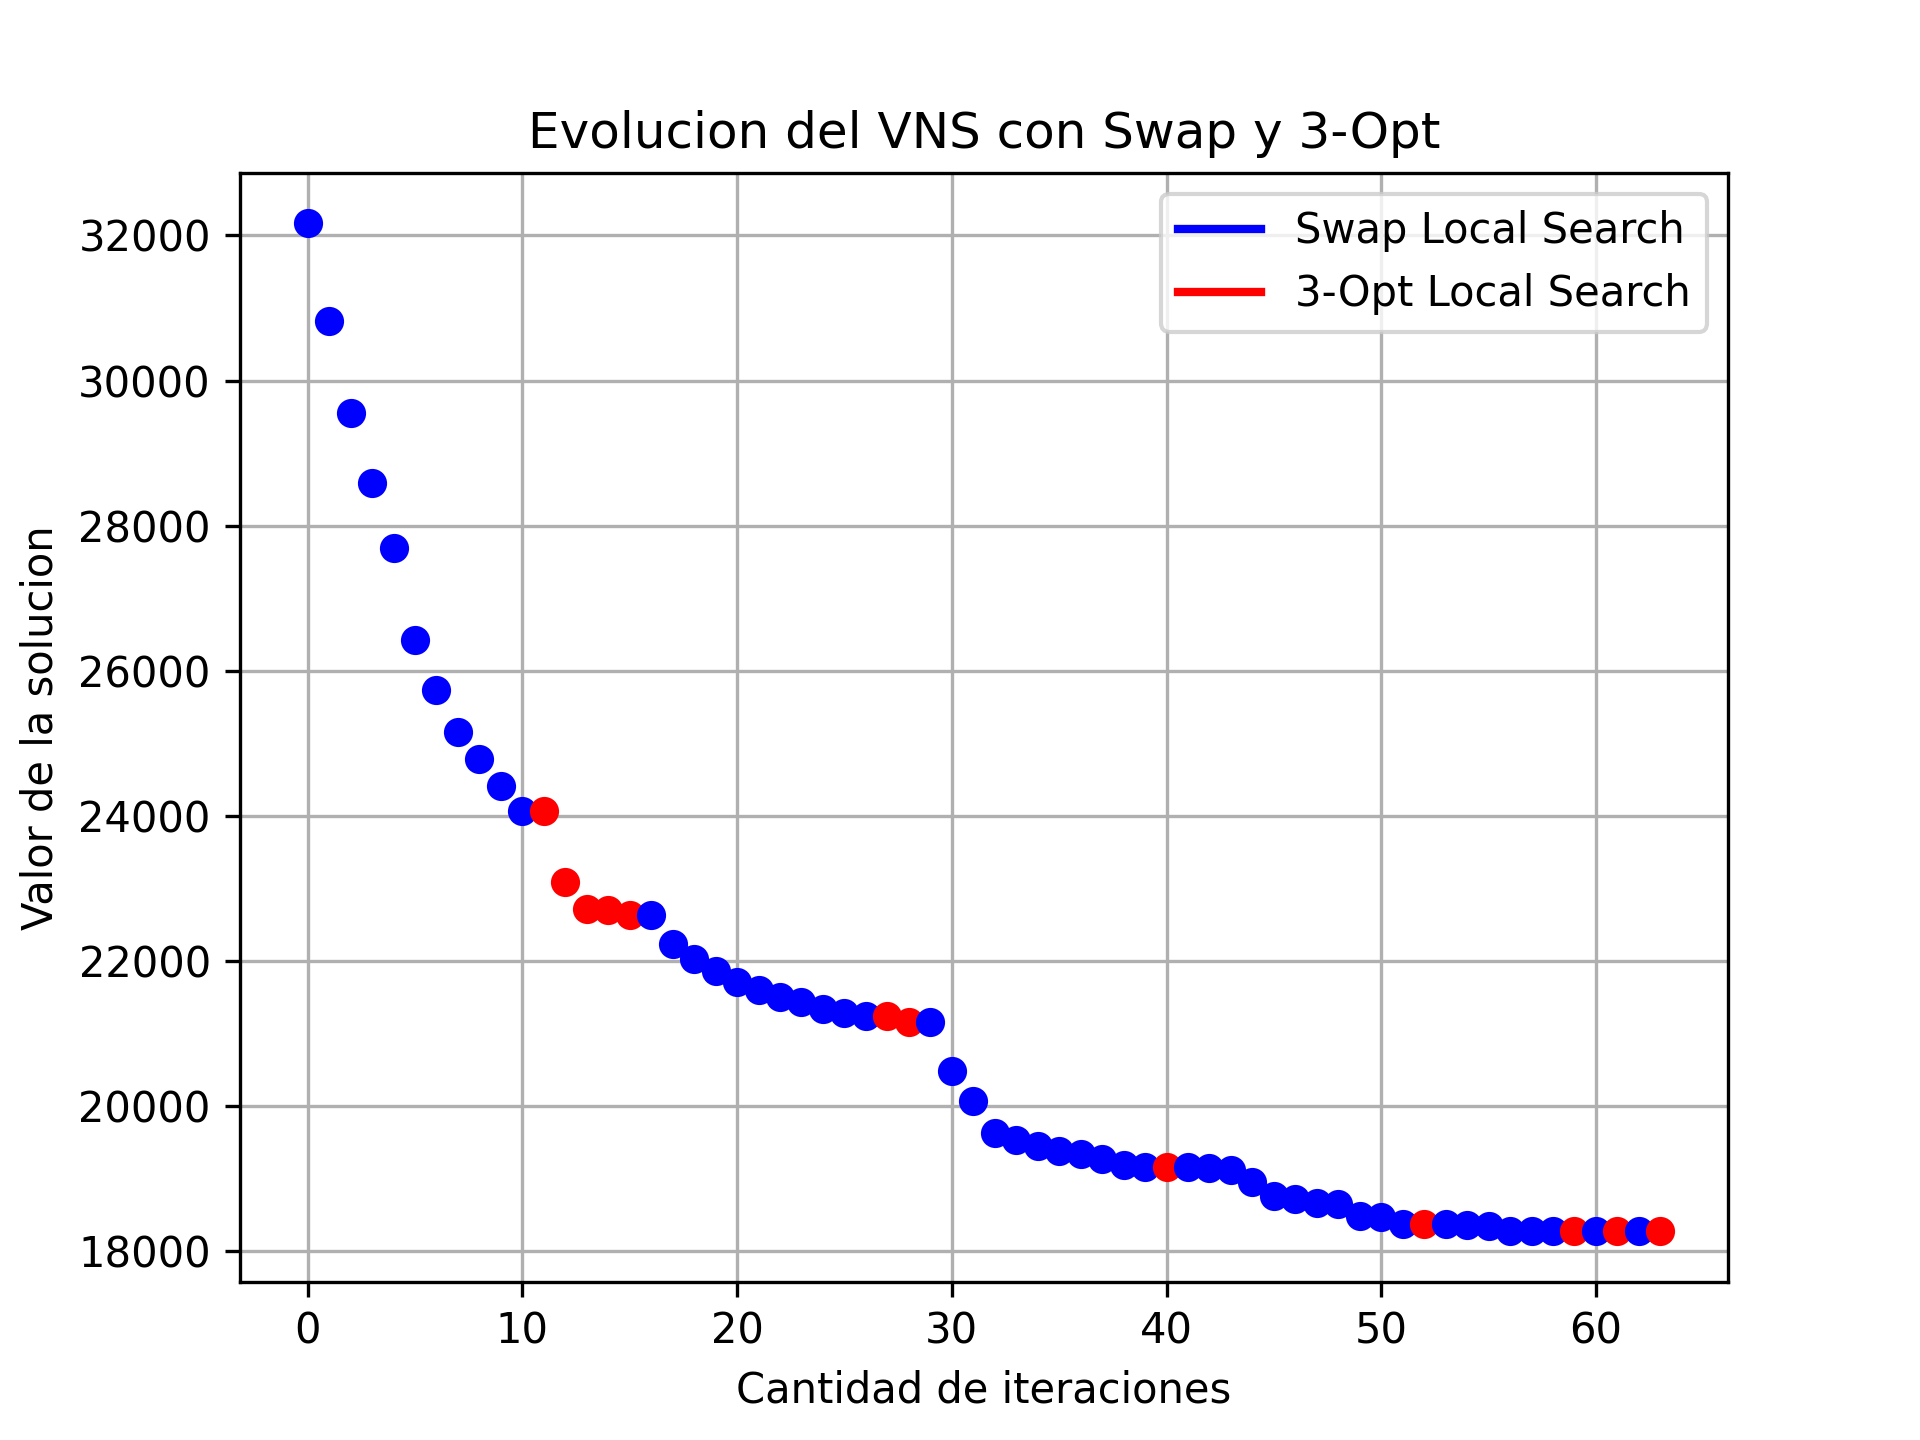 Evolucion del VNS con Swap y 3-Opt
Swap Local Search
3-Opt Local Search
Valor de la solucion
32000
30000
28000
26000
24000
22000
20000
18000
0 10 20 30 40 50 60
Cantidad de iteraciones